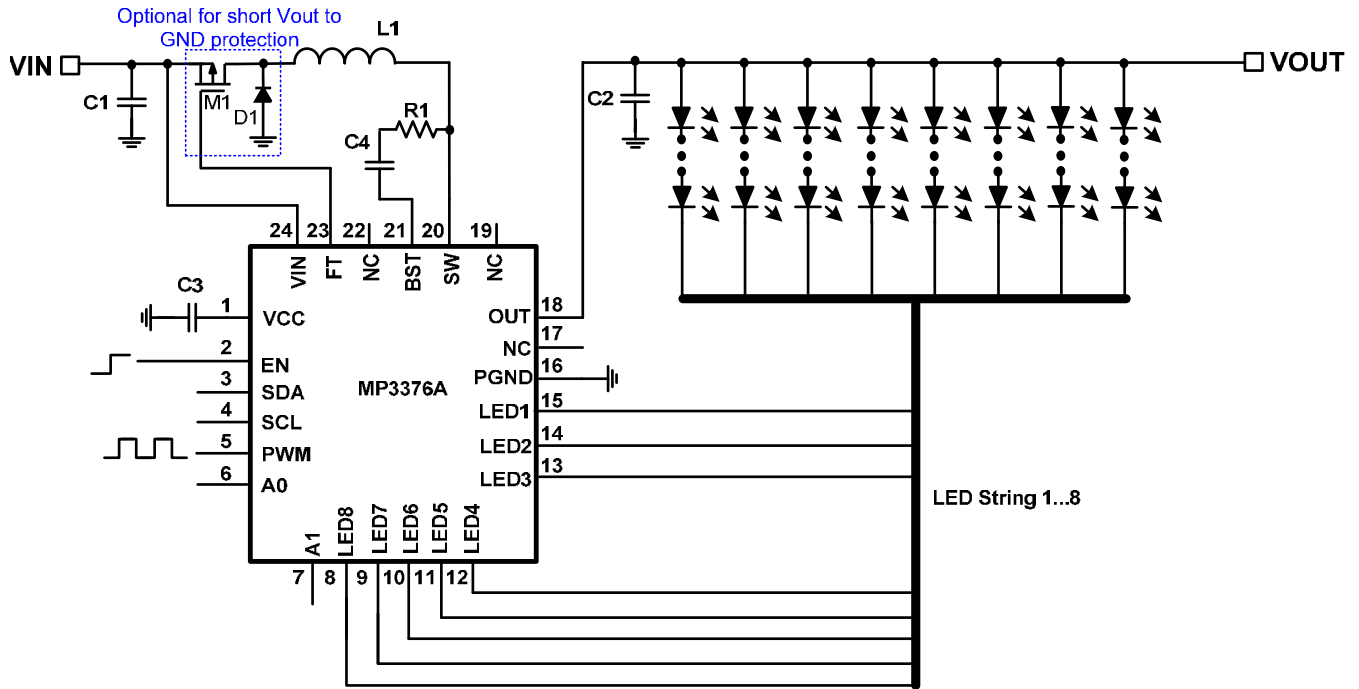 Optional for short Vout to
GND protection
L1
VIN
VOUT
C1
M1
D1
R1
C4
C2
24
23
22
21
20
19
VIN
FT
NC
BST
SW
NC
C3
1
VCC
2
EN
3
SDA
4
SCL
5
PWM
6
A0
MP3376A
OUT
18
NC
17
PGND
16
LED1
15
LED2
14
LED3
13
A1
LED8
LED7
LED6
LED5
LED4
7
8
9
10
11
12
LED String 1...8